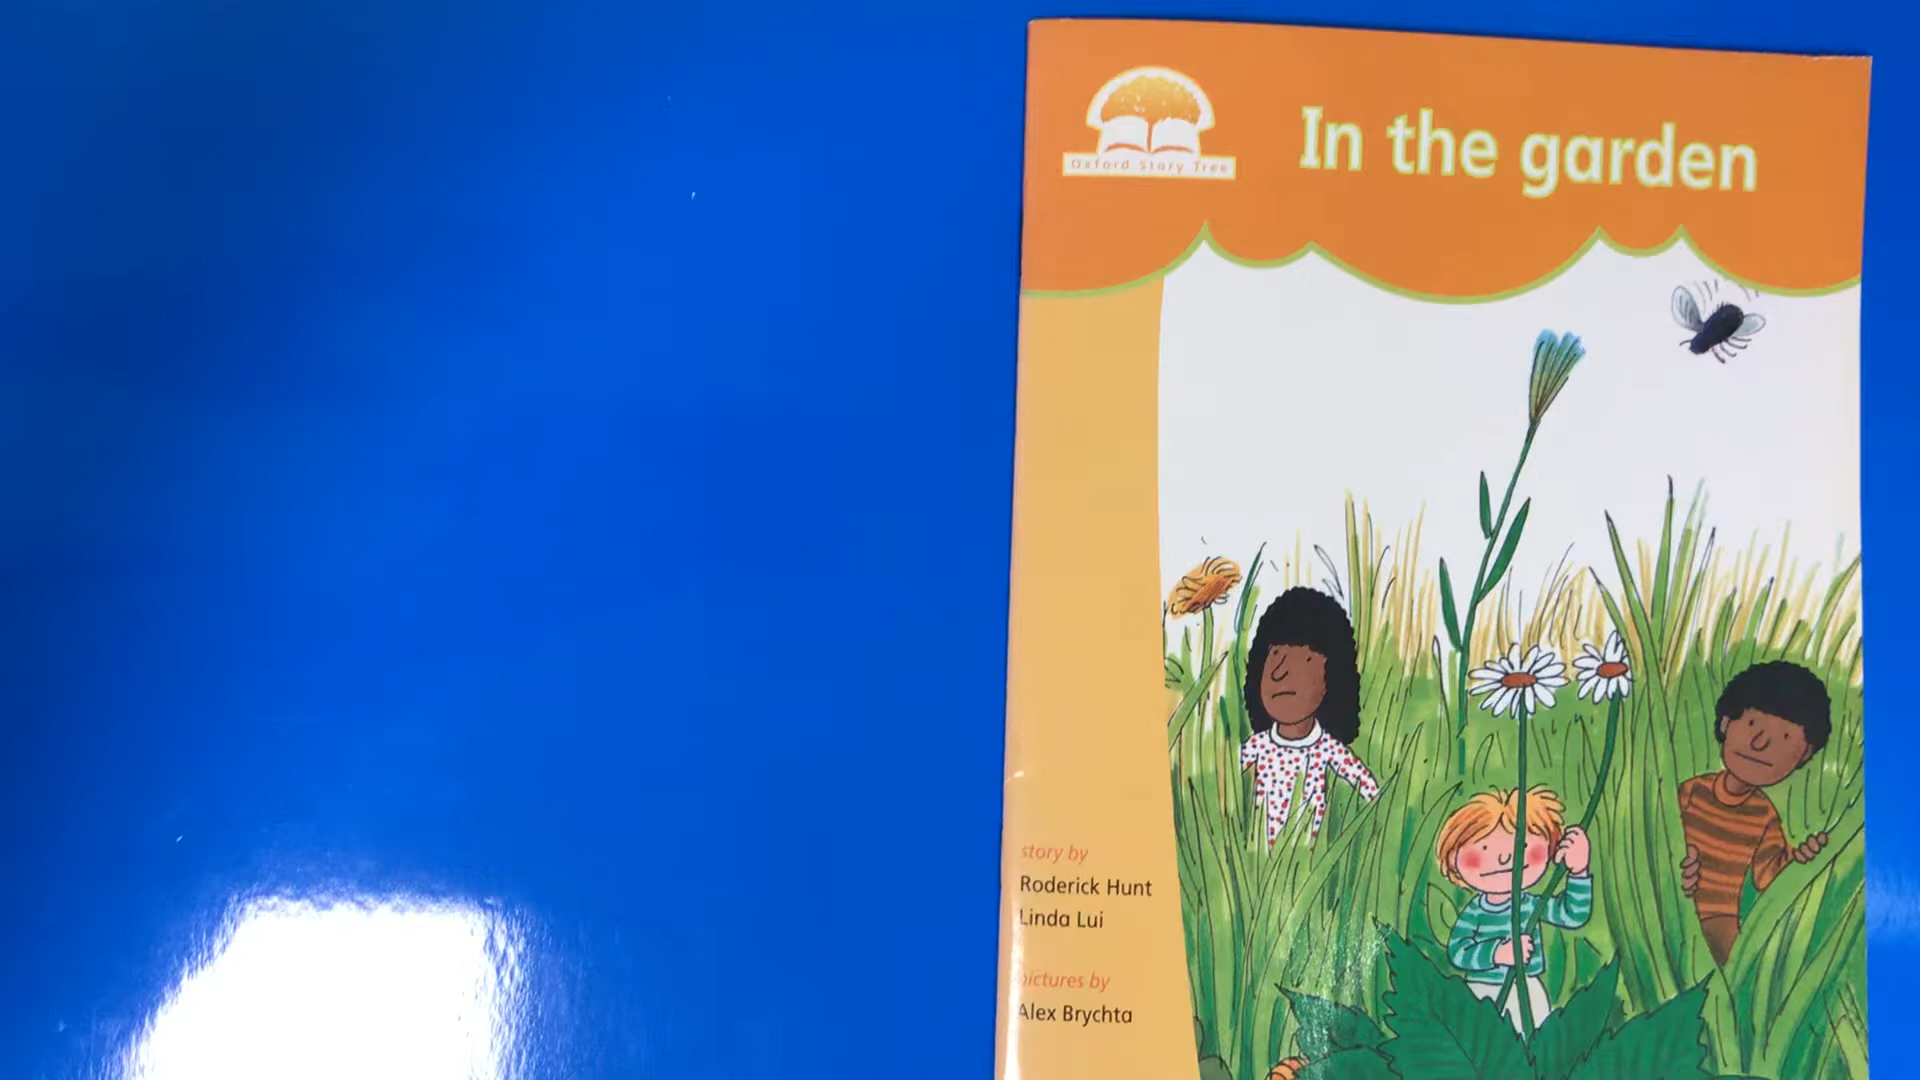 Oxford Story Tree
In the garden
story by
Roderick Hunt
Linda Lui
pictures by
Alex Brychta